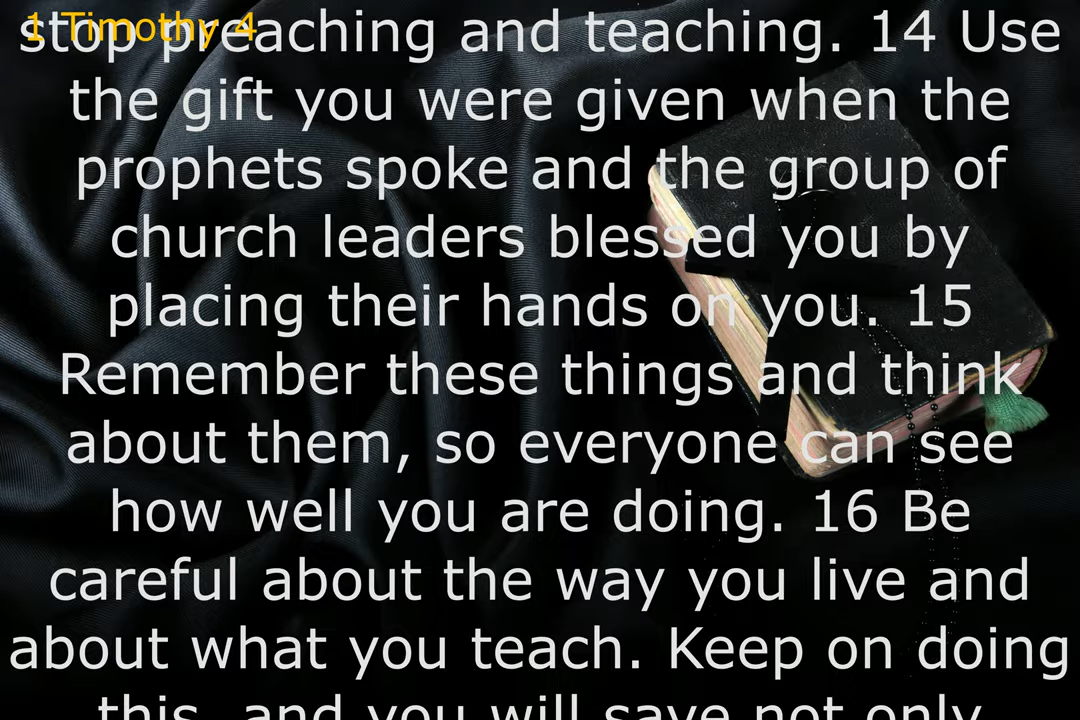 1 Timothy 4
stop preaching and teaching. 14 Use
the gift you were given when the
prophets spoke and the group of
church leaders blessed you by
placing their hands on you. 15
Remember these things and think
about them, so everyone can see
how well you are doing. 16 Be
careful about the way you live and
about what you teach. Keep on doing
this, and you will save not only